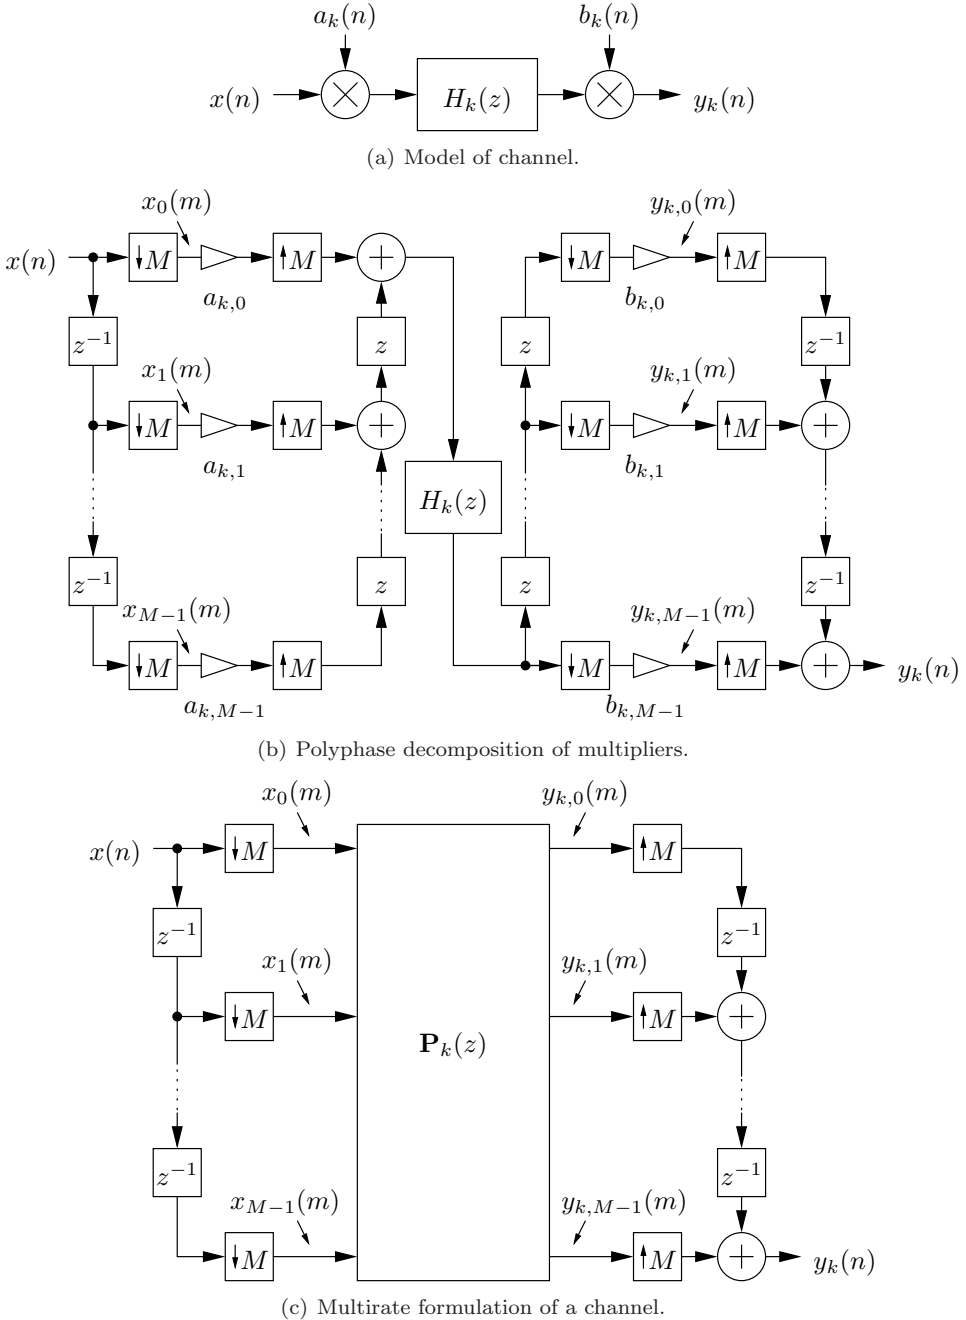 a_k(n) b_k(n)
x(n) H_k(z) y_k(n)
(a) Model of channel.
x_0(m) y_{k,0}(m)
x(n) ↓M ↑M + ↓M ↑M
a_{k,0} b_{k,0}
z^{-1} z z z^{-1}
x_1(m) y_{k,1}(m)
↓M ↑M + ↓M ↑M +
a_{k,1} b_{k,1}
H_k(z)
z^{-1} z z z^{-1}
x_{M-1}(m) y_{k,M-1}(m)
↓M ↑M ↓M ↑M + y_k(n)
a_{k,M-1} b_{k,M-1}
(b) Polyphase decomposition of multipliers.
x_0(m) y_{k,0}(m)
x(n) ↓M ↑M
z^{-1} z^{-1}
x_1(m) y_{k,1}(m)
↓M ↑M +
P_k(z)
z^{-1} z^{-1}
x_{M-1}(m) y_{k,M-1}(m)
↓M ↑M + y_k(n)
(c) Multirate formulation of a channel.